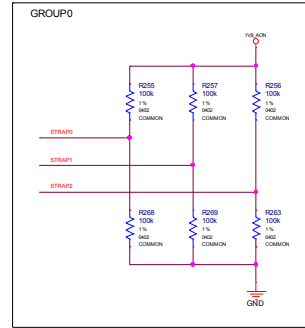 GROUP0
1V8_AON
R255
100k
1%
0402
COMMON
R257
100k
1%
0402
COMMON
R256
100k
1%
0402
COMMON
STRAP0
STRAP1
STRAP2
R268
100k
1%
0402
COMMON
R269
100k
1%
0402
COMMON
R263
100k
1%
0402
COMMON
GND